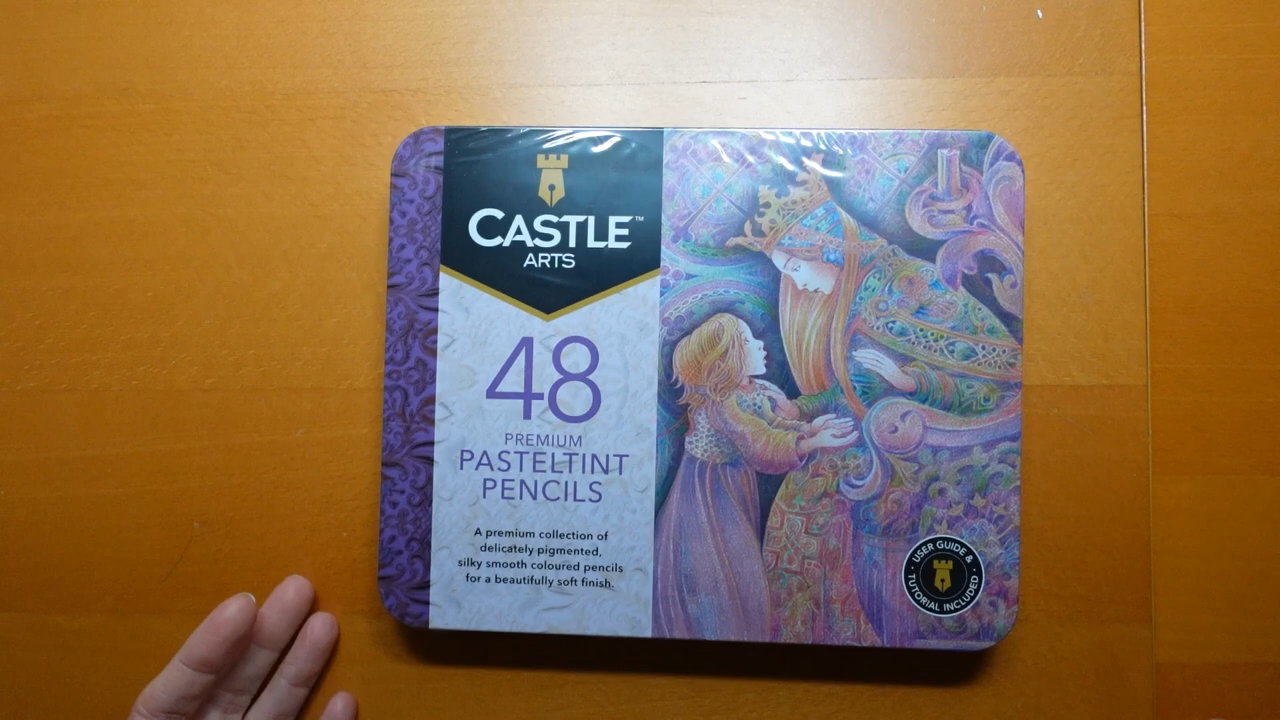 CASTLE™
ARTS
48
PREMIUM
PASTELTINT
PENCILS
A premium collection of
delicately pigmented,
silky smooth coloured pencils
for a beautifully soft finish.
· USER GUIDE & ·
TUTORIAL INCLUDED